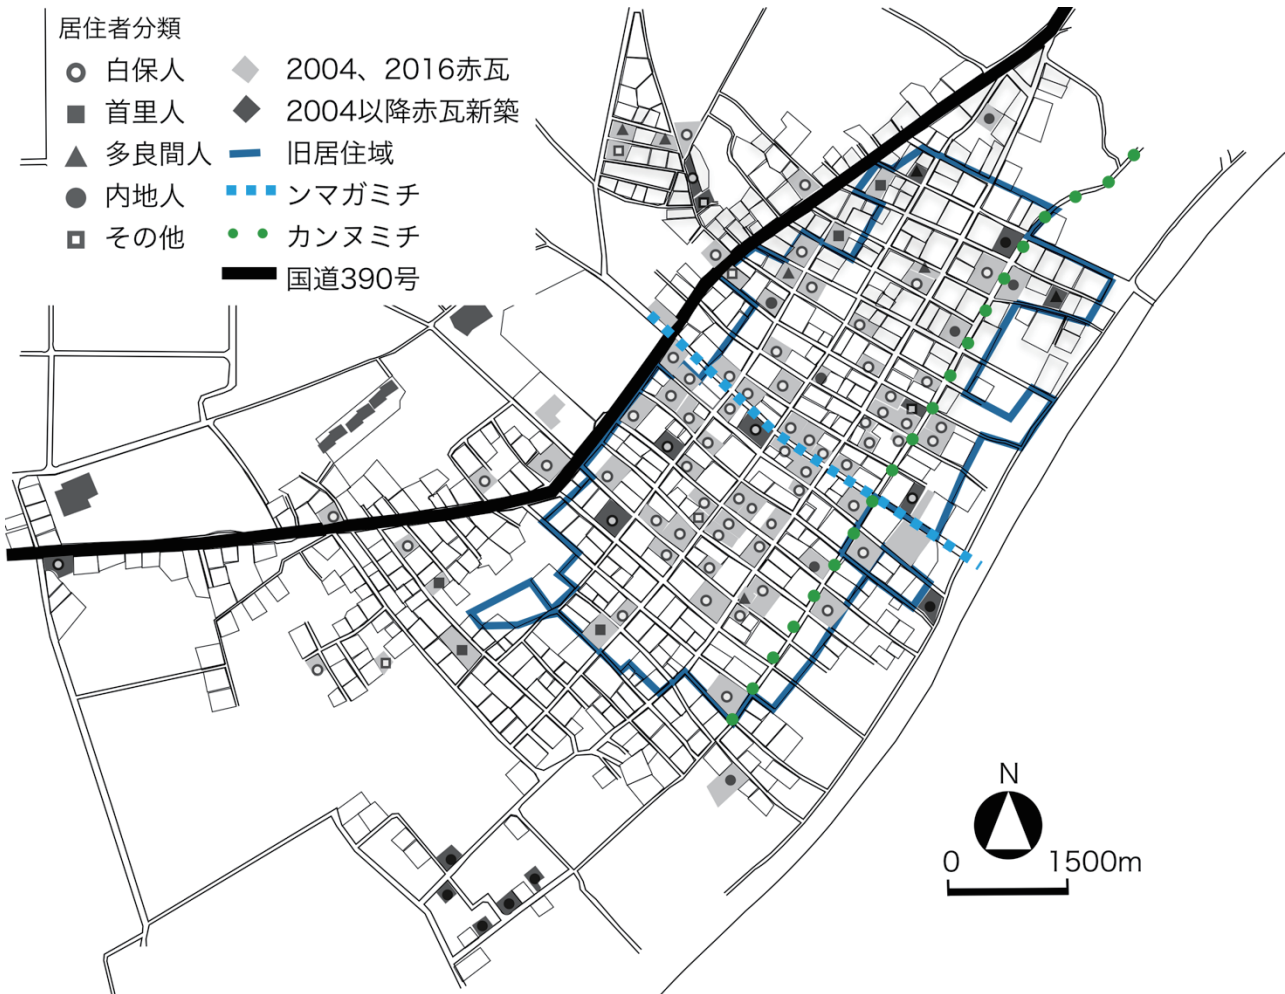 居住者分類
白保人
首里人
多良間人
内地人
その他
2004、2016赤瓦
2004以降赤瓦新築
旧居住域
ンマガミチ
カンヌミチ
国道390号
N
0 1500m